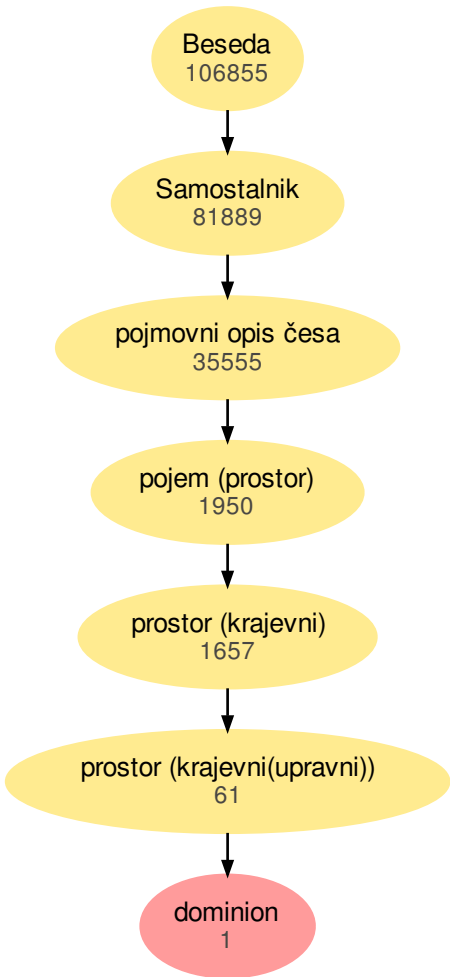 Beseda
106855
Samostalnik
81889
pojmovni opis česa
35555
pojem (prostor)
1950
prostor (krajevni)
1657
prostor (krajevni(upravni))
61
dominion
1